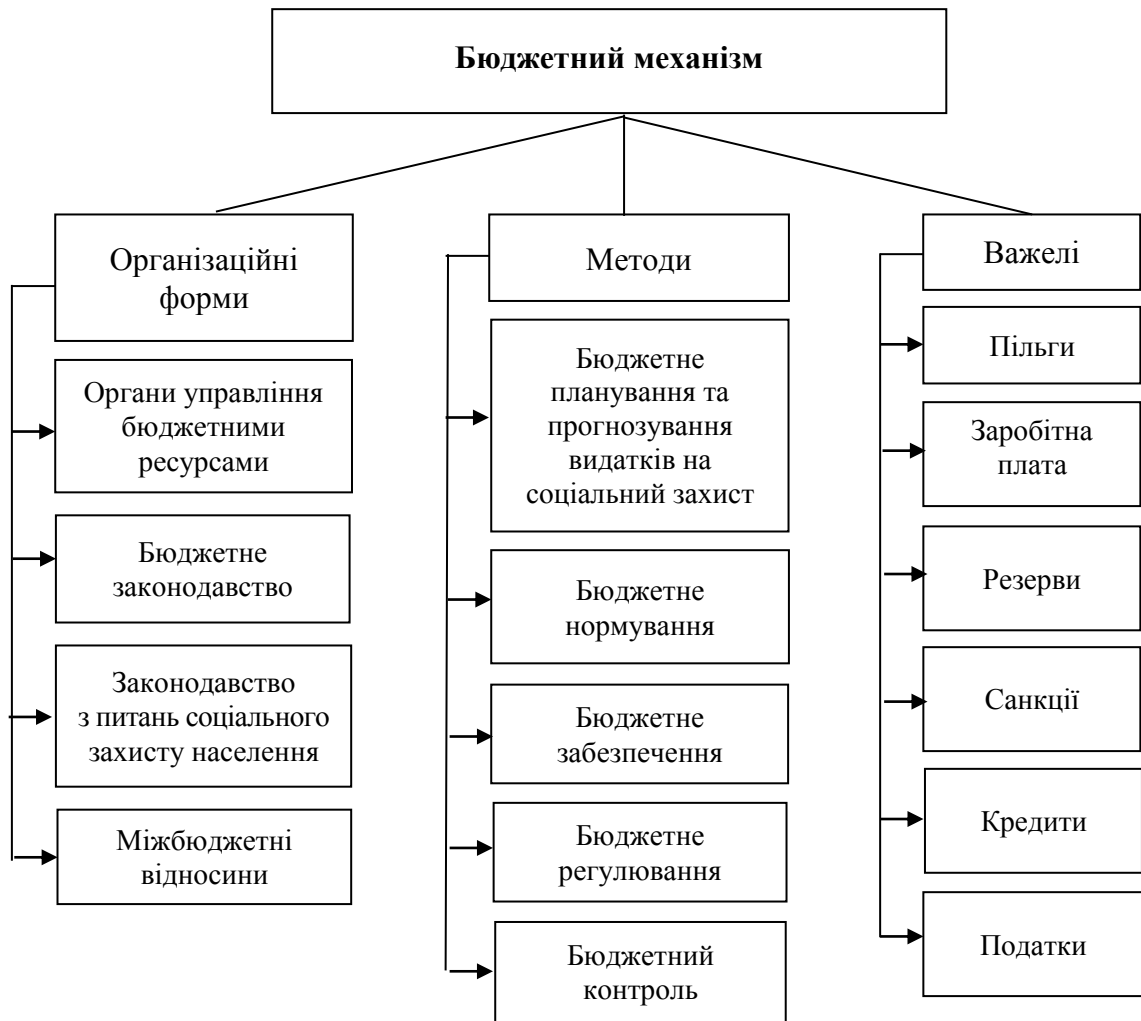 Бюджетний механізм
Організаційні
форми
Органи управління
бюджетними
ресурсами
Бюджетне
законодавство
Законодавство
з питань соціального
захисту населення
Міжбюджетні
відносини
Методи
Бюджетне
планування та
прогнозування
видатків на
соціальний захист
Бюджетне
нормування
Бюджетне
забезпечення
Бюджетне
регулювання
Бюджетний
контроль
Важелі
Пільги
Заробітна
плата
Резерви
Санкції
Кредити
Податки